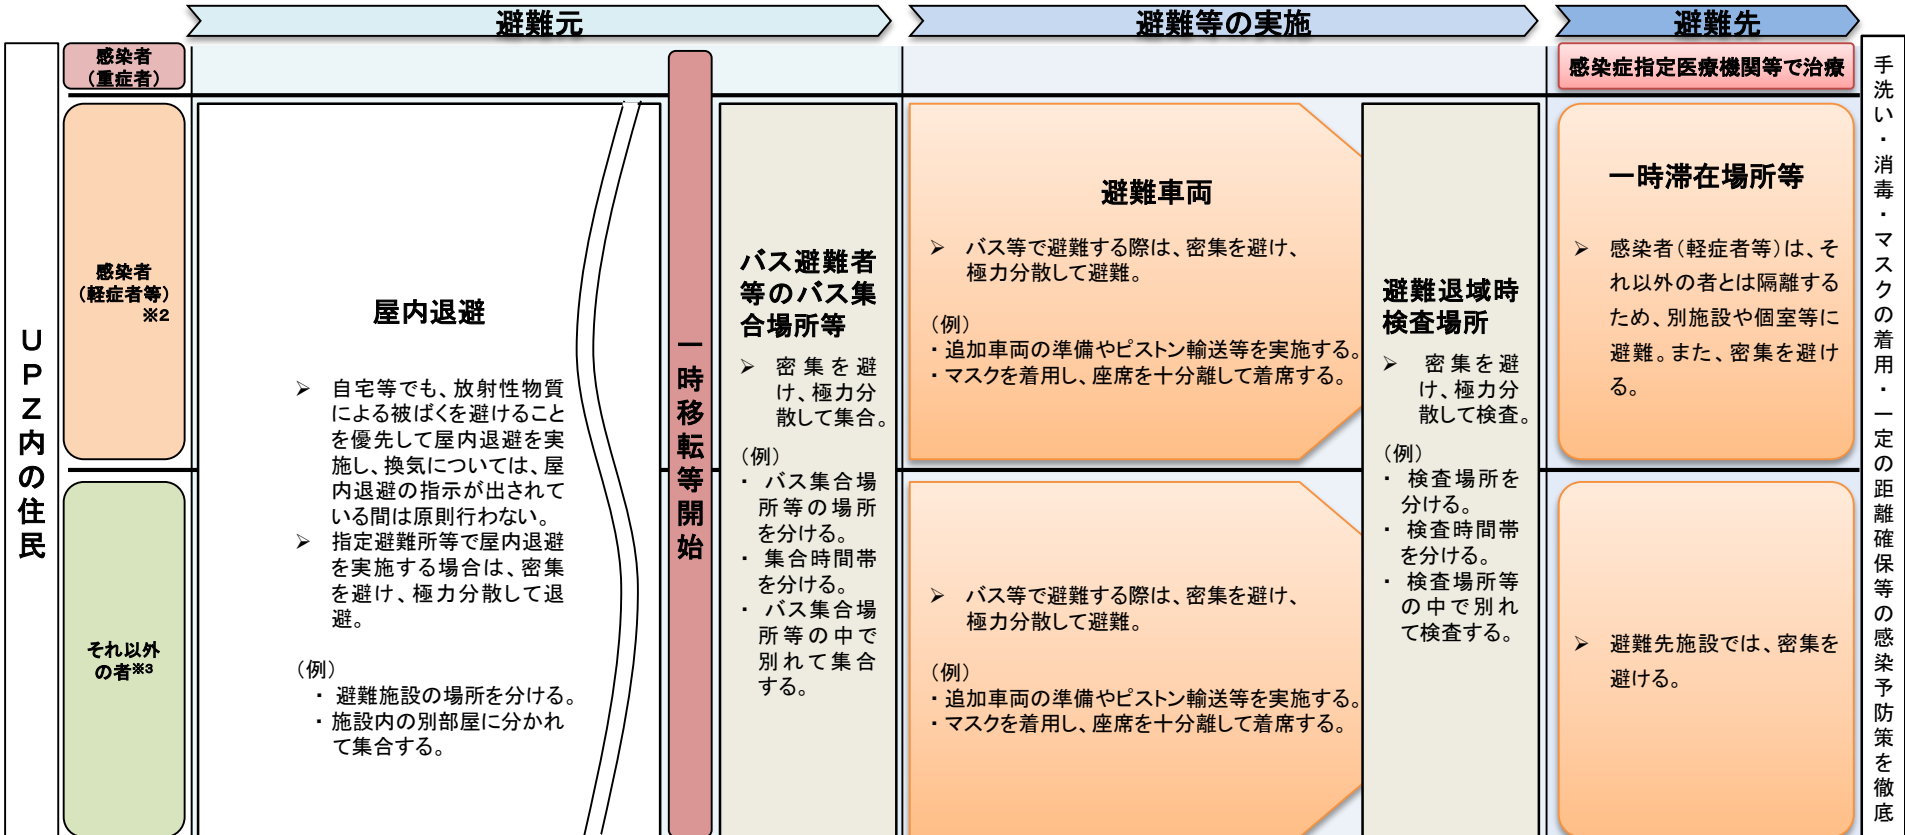 避難元
避難等の実施
避難先
UPZ内の住民
感染者
（重症者）
感染症指定医療機関等で治療
感染者
（軽症者等）
※2
それ以外
の者※3
屋内退避
➢ 自宅等でも、放射性物質
による被ばくを避けること
を優先して屋内退避を実
施し、換気については、屋
内退避の指示が出されて
いる間は原則行わない。
➢ 指定避難所等で屋内退避
を実施する場合は、密集
を避け、極力分散して退
避。
（例）
・避難施設の場所を分ける。
・施設内の別部屋に分かれ
て集合する。
一時移転等開始
バス避難者
等のバス集
合場所等
➢ 密集を避
け、極力分
散して集合。
（例）
・ バス集合場
所等の場所
を分ける。
・ 集合時間帯
を分ける。
・ バス集合場
所等の中で
別れて集合
する。
避難車両
➢ バス等で避難する際は、密集を避け、
極力分散して避難。
（例）
・追加車両の準備やピストン輸送等を実施する。
・マスクを着用し、座席を十分離して着席する。
➢ バス等で避難する際は、密集を避け、
極力分散して避難。
（例）
・追加車両の準備やピストン輸送等を実施する。
・マスクを着用し、座席を十分離して着席する。
避難退域時
検査場所
➢ 密集を避
け、極力分
散して検査。
（例）
・ 検査場所を
分ける。
・ 検査時間帯
を分ける。
・ 検査場所等
の中で別れ
て検査する。
一時滞在場所等
➢ 感染者（軽症者等）は、そ
れ以外の者とは隔離する
ため、別施設や個室等に
避難。また、密集を避け
る。
➢ 避難先施設では、密集を
避ける。
手洗い・消毒・マスクの着用・一定の距離確保等の感染予防策を徹底